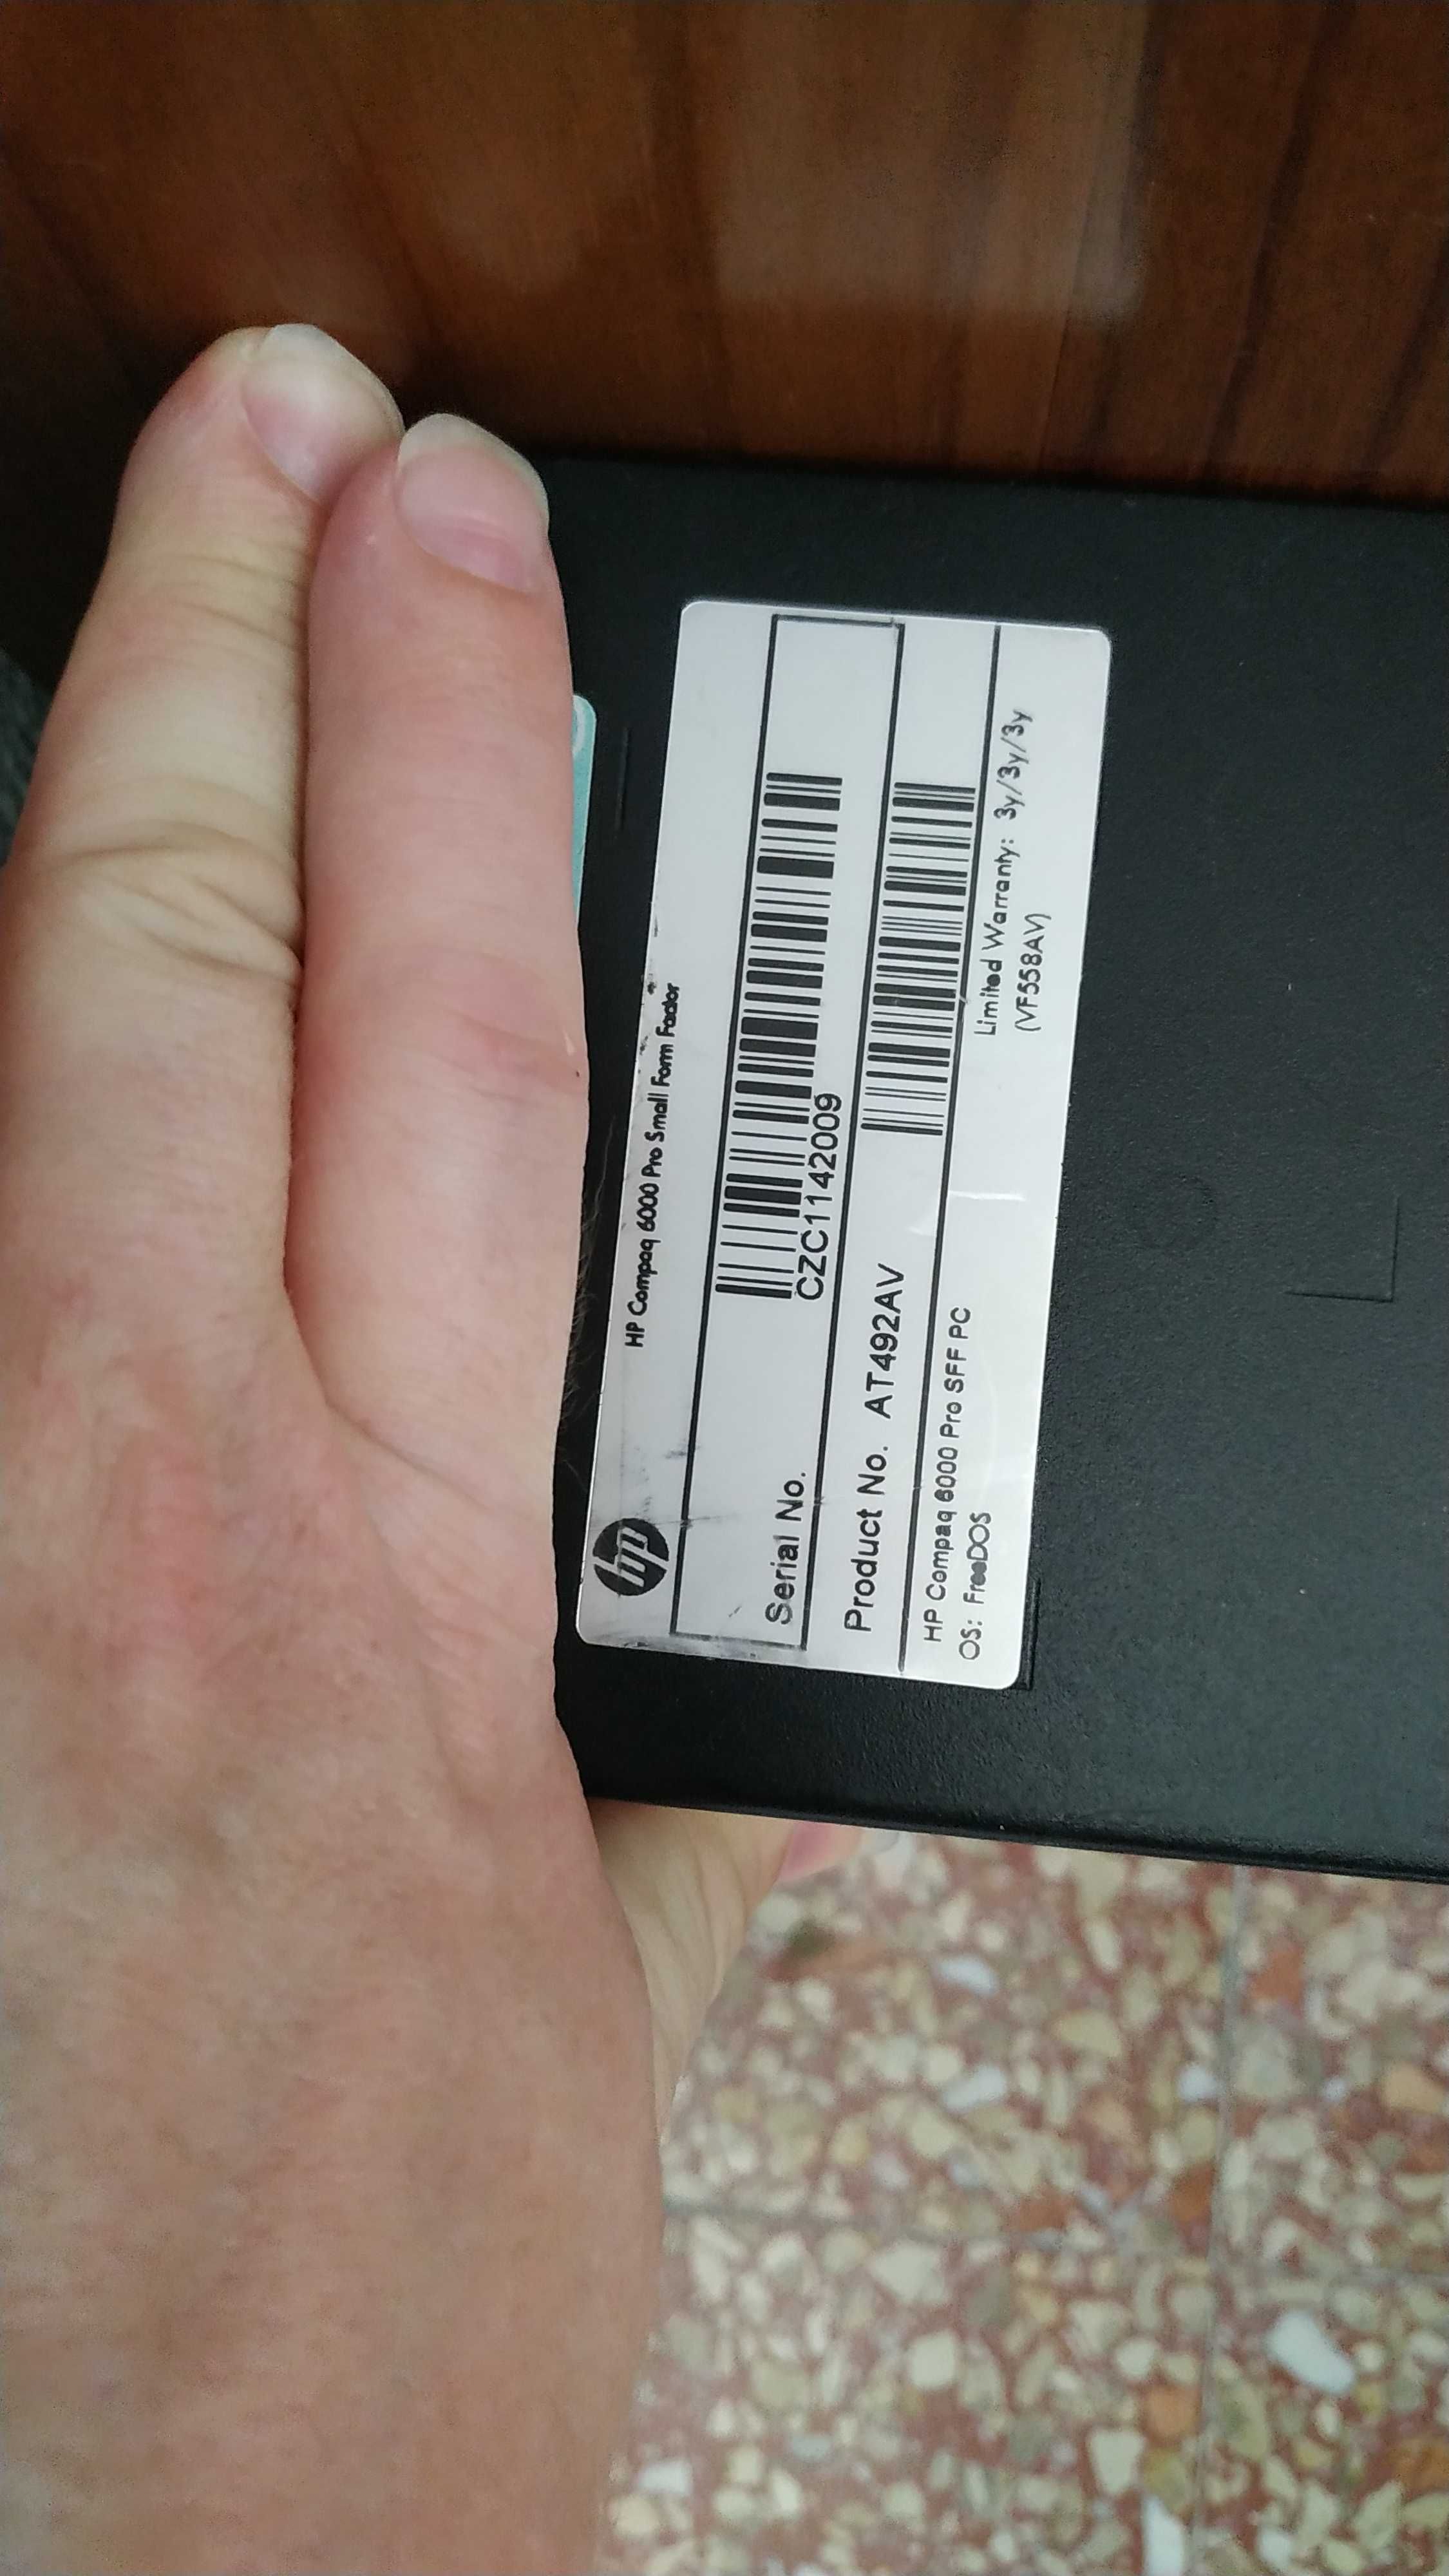 hp
HP Compaq 6000 Pro Small Form Factor
Serial No.
CZC1142009
Product No. AT492AV
HP Compaq 6000 Pro SFF PC
OS: FreeDOS
Limited Warranty: 3y/3y/3y
(VF558AV)